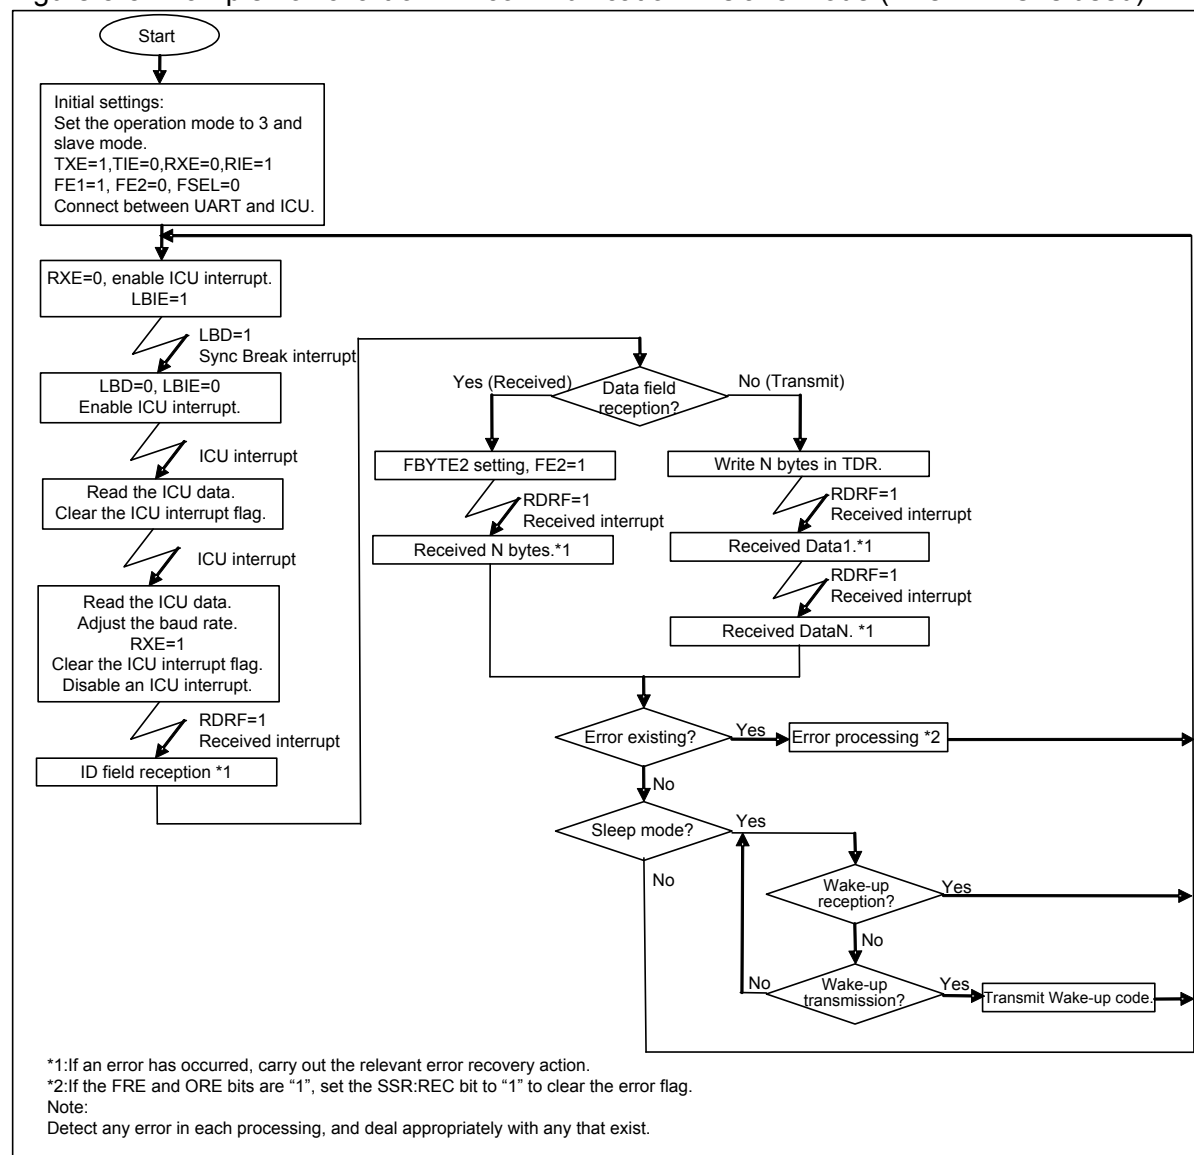 Start
Initial settings:
Set the operation mode to 3 and
slave mode.
TXE=1,TIE=0,RXE=0,RIE=1
FE1=1, FE2=0, FSEL=0
Connect between UART and ICU.
RXE=0, enable ICU interrupt.
LBIE=1
LBD=1
Sync Break interrupt
LBD=0, LBIE=0
Enable ICU interrupt.
ICU interrupt
Read the ICU data.
Clear the ICU interrupt flag.
ICU interrupt
Read the ICU data.
Adjust the baud rate.
RXE=1
Clear the ICU interrupt flag.
Disable an ICU interrupt.
RDRF=1
Received interrupt
ID field reception *1
Data field
reception?
Yes (Received)
No (Transmit)
FBYTE2 setting, FE2=1
RDRF=1
Received interrupt
Received N bytes.*1
Write N bytes in TDR.
RDRF=1
Received interrupt
Received Data1.*1
RDRF=1
Received interrupt
Received DataN. *1
Error existing?
Yes
Error processing *2
No
Sleep mode?
Yes
No
Wake-up
reception?
Yes
No
Wake-up
transmission?
No
Yes
Transmit Wake-up code.
*1:If an error has occurred, carry out the relevant error recovery action.
*2:If the FRE and ORE bits are “1”, set the SSR:REC bit to “1” to clear the error flag.
Note:
Detect any error in each processing, and deal appropriately with any that exist.